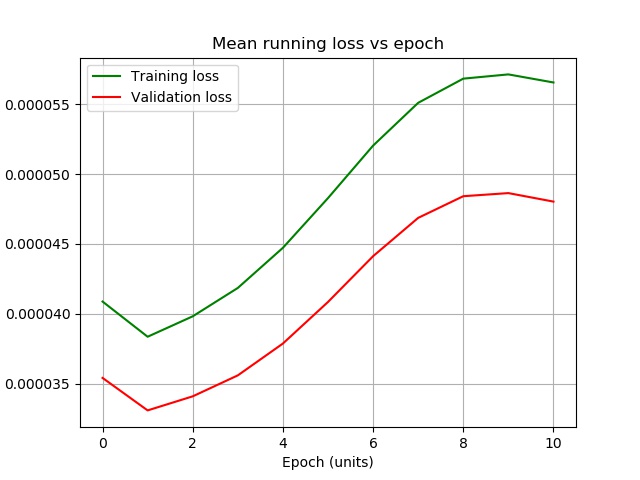 Mean running loss vs epoch
Training loss
Validation loss
0.000055
0.000050
0.000045
0.000040
0.000035
0 2 4 6 8 10
Epoch (units)